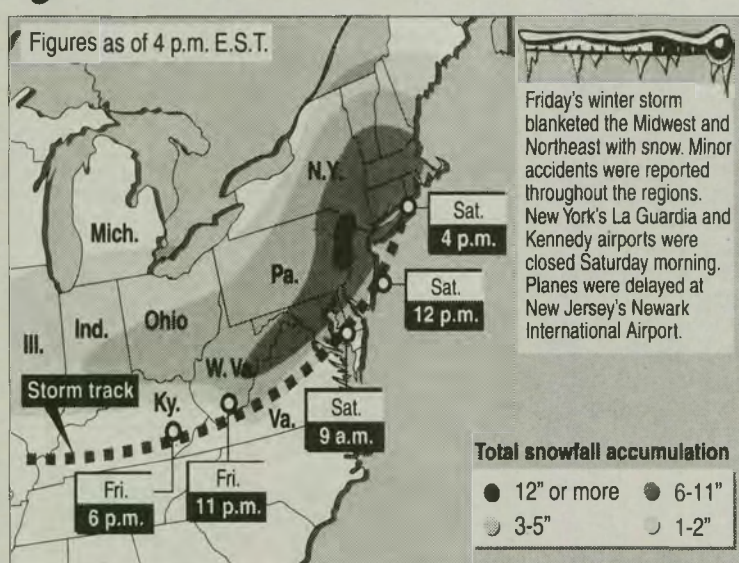 Figures as of 4 p.m. E.S.T.
Friday's winter storm
blanketed the Midwest and
Northeast with snow. Minor
accidents were reported
throughout the regions.
New York's La Guardia and
Kennedy airports were
closed Saturday morning.
Planes were delayed at
New Jersey's Newark
International Airport.
N.Y.
Mich.
Sat.
4 p.m.
Pa.
Sat.
12 p.m.
Ill.
Ind.
Ohio
W. Va.
Storm track
Ky.
Va.
Sat.
9 a.m.
Fri.
6 p.m.
Fri.
11 p.m.
Total snowfall accumulation
12" or more
6-11"
3-5"
1-2"